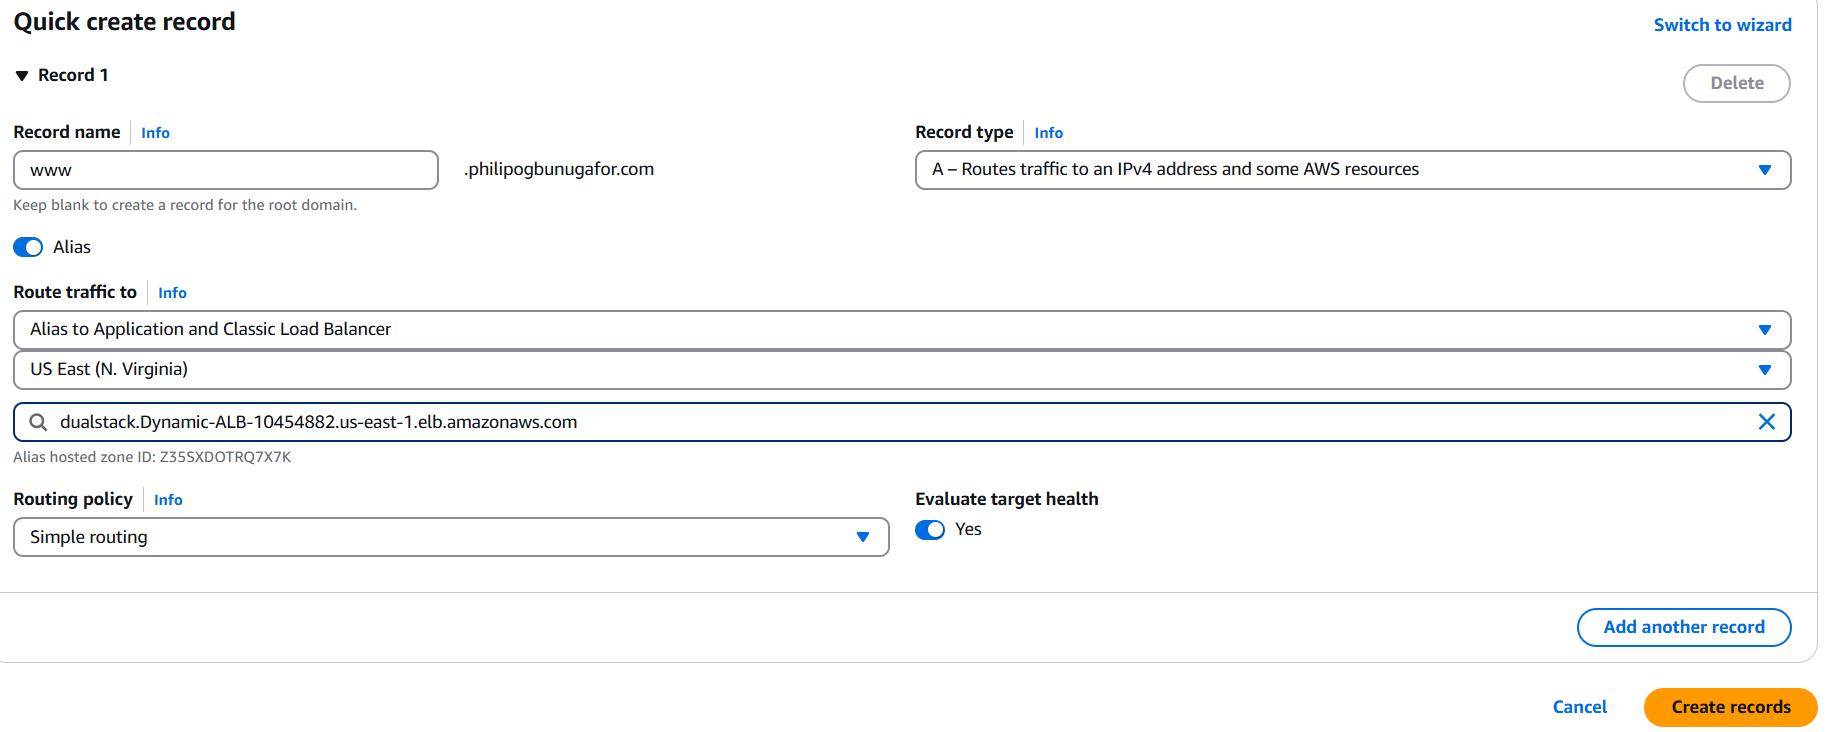 Quick create record
Switch to wizard
Record 1
Delete
Record name Info
Record type Info
www .philipogbunugafor.com
A – Routes traffic to an IPv4 address and some AWS resources
Keep blank to create a record for the root domain.
Alias
Route traffic to Info
Alias to Application and Classic Load Balancer
US East (N. Virginia)
dualstack.Dynamic-ALB-10454882.us-east-1.elb.amazonaws.com
Alias hosted zone ID: Z35SXDOTRQ7X7K
Routing policy Info
Evaluate target health
Simple routing
Yes
Add another record
Cancel
Create records